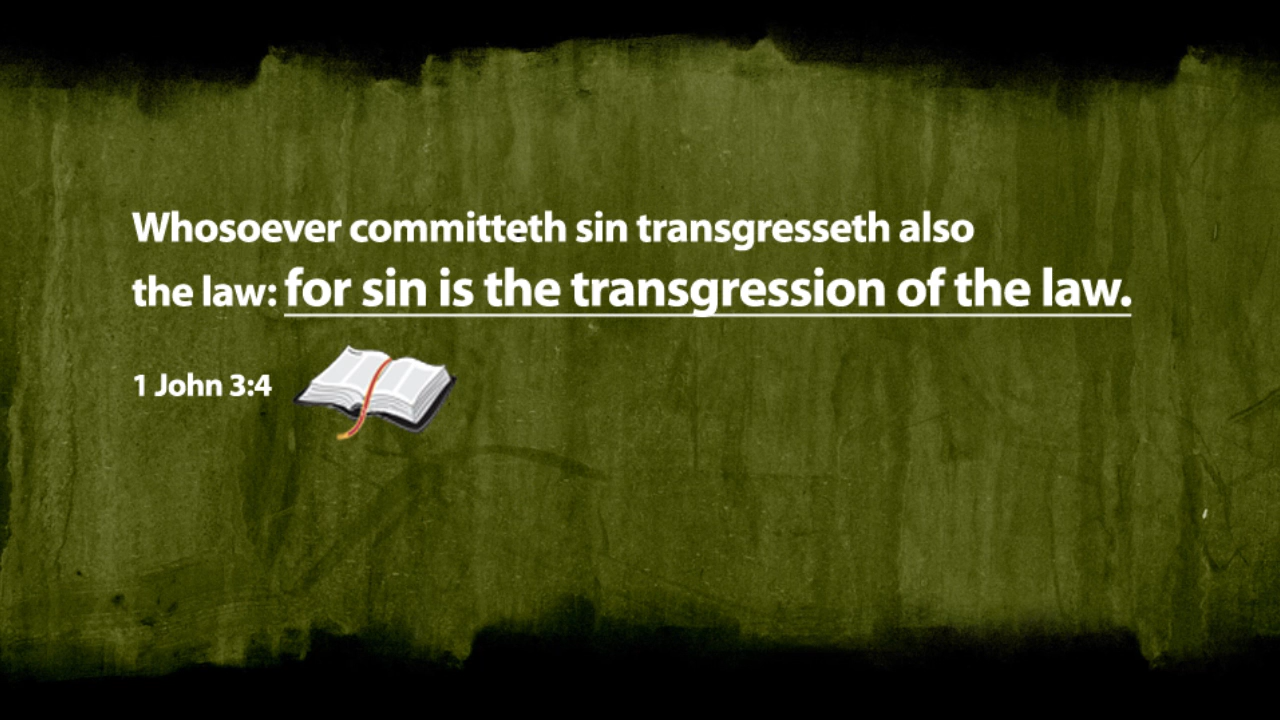 Whosoever committeth sin transgresseth also
the law: for sin is the transgression of the law.
1 John 3:4